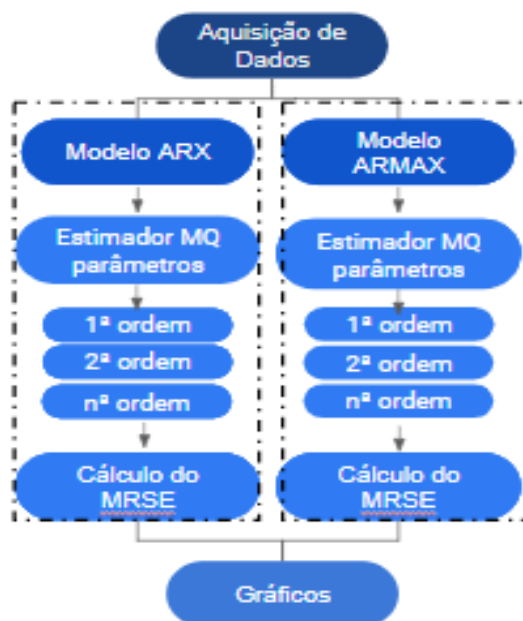 Aquisição de
Dados
Modelo ARX
Estimador MQ
parâmetros
1ª ordem
2ª ordem
nª ordem
Cálculo do
MRSE
Modelo
ARMAX
Estimador MQ
parâmetros
1ª ordem
2ª ordem
nª ordem
Cálculo do
MRSE
Gráficos